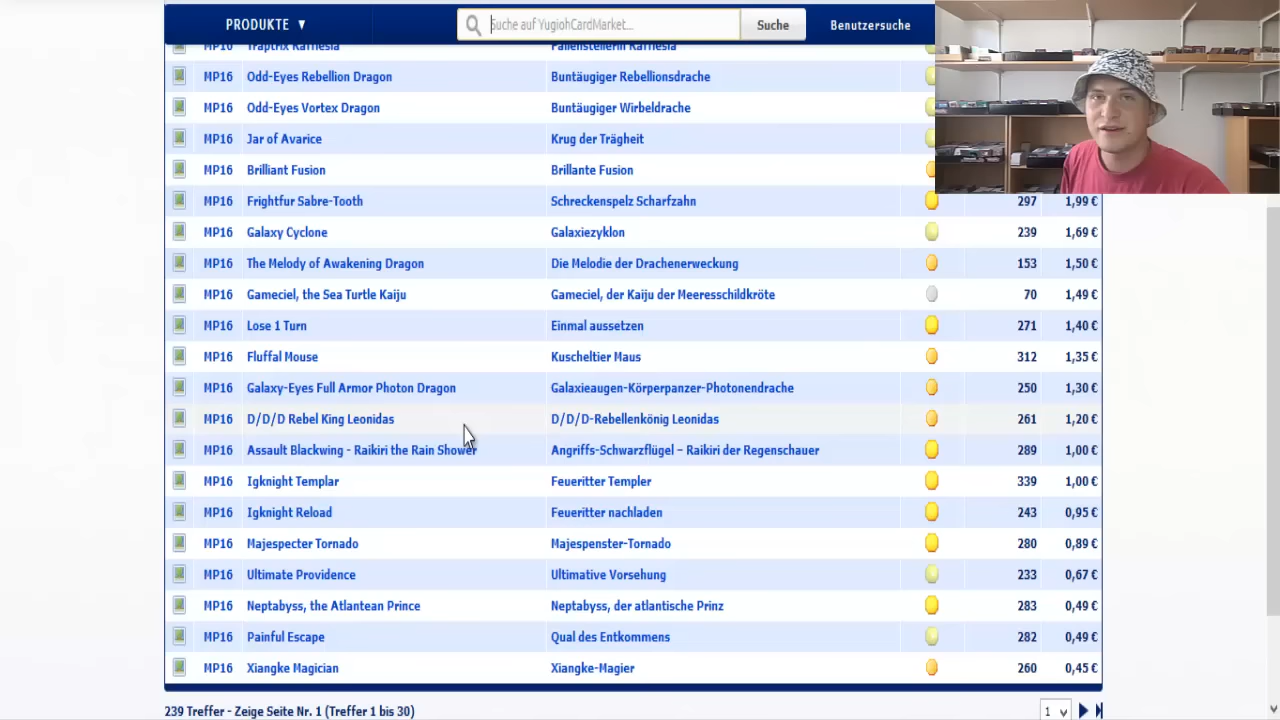 PRODUKTE ▼ Suche auf YugiohCardMarket... Suche Benutzersuche
MP16 Traptrix Rafflesia Fallenstellerin Rafflesia
MP16 Odd-Eyes Rebellion Dragon Buntäugiger Rebellionsdrache
MP16 Odd-Eyes Vortex Dragon Buntäugiger Wirbeldrache
MP16 Jar of Avarice Krug der Trägheit
MP16 Brilliant Fusion Brillante Fusion
MP16 Frightfur Sabre-Tooth Schreckenspelz Scharfzahn 297 1,99 €
MP16 Galaxy Cyclone Galaxiezyklon 239 1,69 €
MP16 The Melody of Awakening Dragon Die Melodie der Drachenerweckung 153 1,50 €
MP16 Gameciel, the Sea Turtle Kaiju Gameciel, der Kaiju der Meeresschildkröte 70 1,49 €
MP16 Lose 1 Turn Einmal aussetzen 271 1,40 €
MP16 Fluffal Mouse Kuscheltier Maus 312 1,35 €
MP16 Galaxy-Eyes Full Armor Photon Dragon Galaxieaugen-Körperpanzer-Photonendrache 250 1,30 €
MP16 D/D/D Rebel King Leonidas D/D/D-Rebellenkönig Leonidas 261 1,20 €
MP16 Assault Blackwing - Raikiri the Rain Shower Angriffs-Schwarzflügel – Raikiri der Regenschauer 289 1,00 €
MP16 Igknight Templar Feueritter Templer 339 1,00 €
MP16 Igknight Reload Feueritter nachladen 243 0,95 €
MP16 Majespecter Tornado Majespenster-Tornado 280 0,89 €
MP16 Ultimate Providence Ultimative Vorsehung 233 0,67 €
MP16 Neptabyss, the Atlantean Prince Neptabyss, der atlantische Prinz 283 0,49 €
MP16 Painful Escape Qual des Entkommens 282 0,49 €
MP16 Xiangke Magician Xiangke-Magier 260 0,45 €
239 Treffer - Zeige Seite Nr. 1 (Treffer 1 bis 30) 1